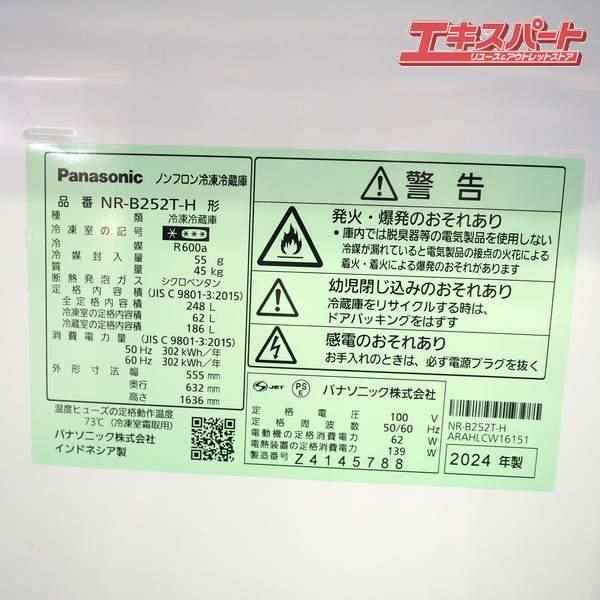 エキスパート
リユース&アウトレットストア
Panasonic ノンフロン冷凍冷蔵庫
品番 NR-B252T-H 形
種類 冷凍冷蔵庫
冷凍室の記号
冷媒 R600a
冷媒封入量 55 g
質量 45 kg
断熱発泡ガス シクロペンタン
定格内容積 (JIS C 9801-3:2015)
全定格内容積 248 L
冷凍室の定格内容積 62 L
冷蔵室の定格内容積 186 L
消費電力量 (JIS C 9801-3:2015)
50 Hz 302 kWh/年
60 Hz 302 kWh/年
外形寸法 幅 555 mm
奥行 632 mm
高さ 1636 mm
温度ヒューズの定格動作温度
73℃ (冷凍室霜取用)
パナソニック株式会社
インドネシア製
警告
発火・爆発のおそれあり
• 庫内では脱臭器等の電気製品を使用しない
冷媒が漏れていると電気製品の接点の火花による
着火・着火による爆発のおそれがあります
幼児閉じ込みのおそれあり
• 冷蔵庫をリサイクルする時は、
ドアパッキングをはずす
感電のおそれあり
• お手入れのときは、必ず電源プラグを抜く
S JET PS E パナソニック株式会社
定格電圧 100 V
定格周波数 50/60 Hz
電動機の定格消費電力 62 W
電熱装置の定格消費電力 139 W
製造番号 Z4145788
NR-B252T-H
ARAHLCW16151
2024 年製